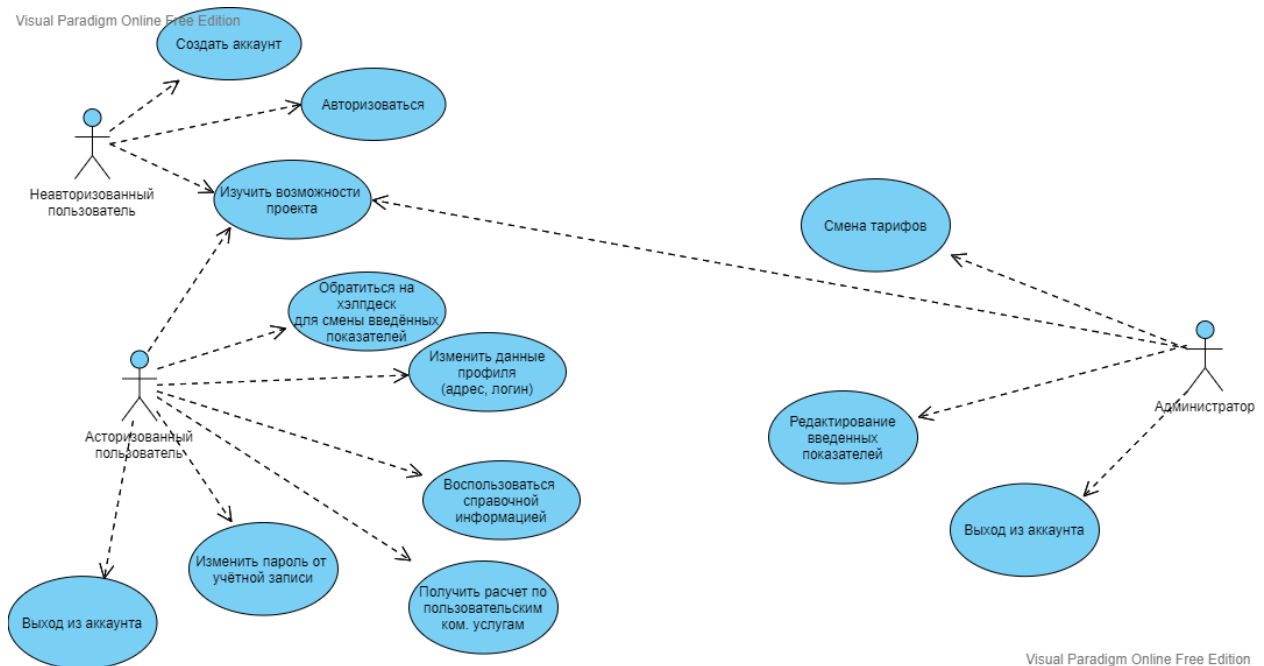 Visual Paradigm Online Free Edition
Создать аккаунт
Авторизоваться
Неавторизованный
пользователь
Изучить возможности
проекта
Смена тарифов
Обратиться на
хэлпдеск
для смены введённых
показателей
Изменить данные
профиля
(адрес, логин)
Асторизованный
пользователь
Администратор
Редактирование
введенных
показателей
Воспользоваться
справочной
информацией
Выход из аккаунта
Изменить пароль от
учётной записи
Получить расчет по
пользовательским
ком. услугам
Выход из аккаунта
Visual Paradigm Online Free Edition